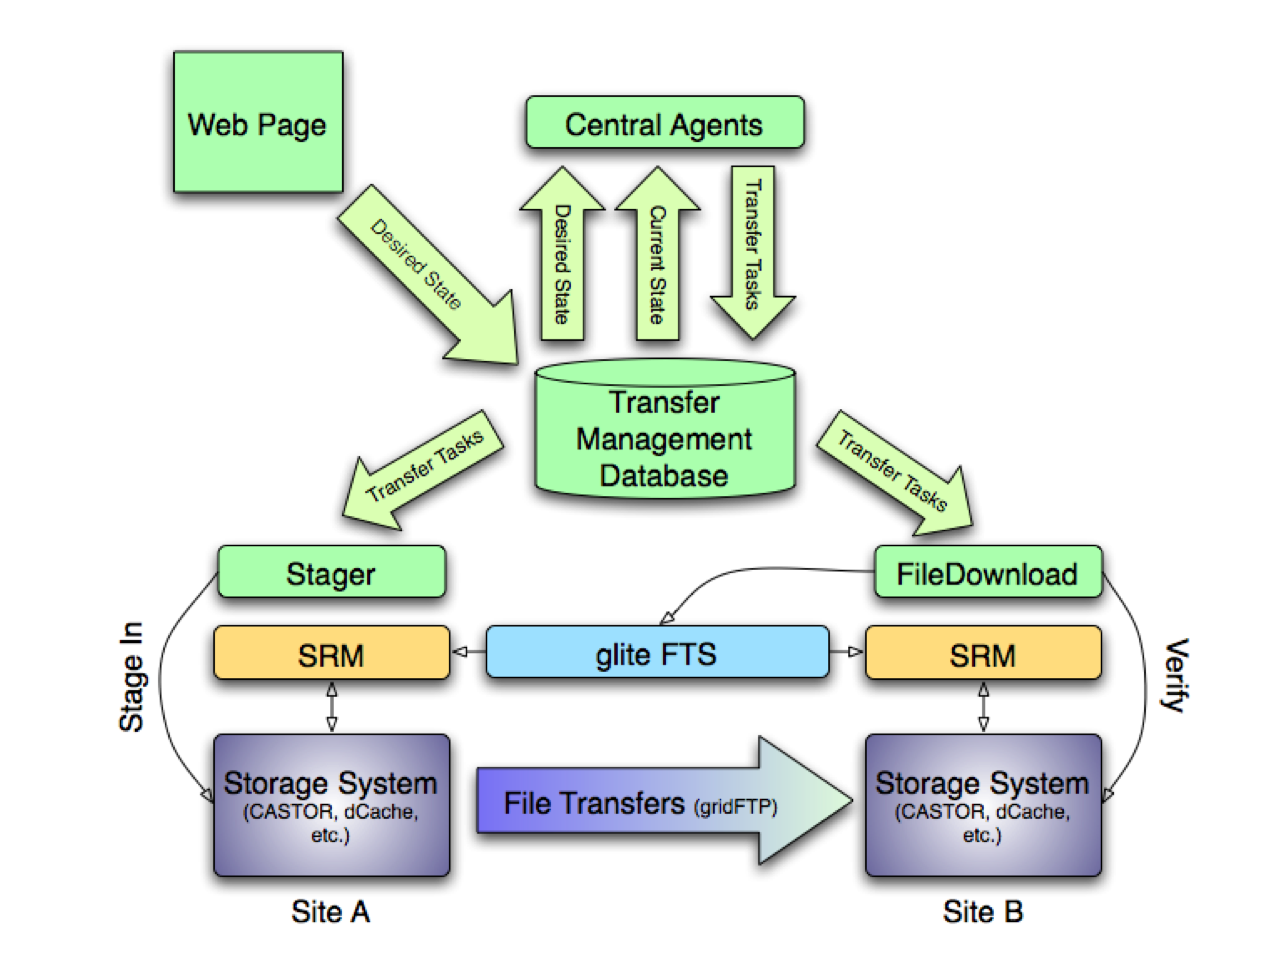 Web Page
Central Agents
Desired State
Desired State
Current State
Transfer Tasks
Transfer
Management
Database
Transfer Tasks
Transfer Tasks
Stager
FileDownload
Stage In
SRM
glite FTS
SRM
Verify
Storage System
(CASTOR, dCache,
etc.)
File Transfers (gridFTP)
Storage System
(CASTOR, dCache,
etc.)
Site A
Site B